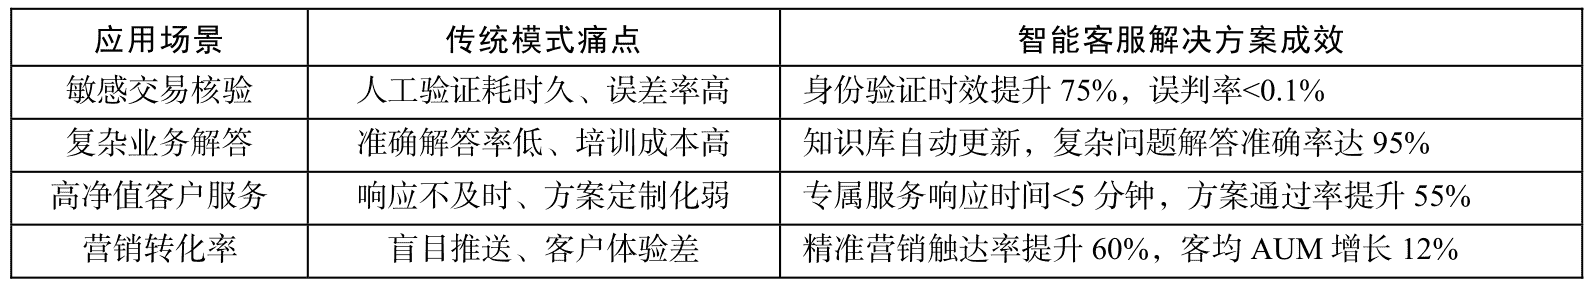 应用场景 传统模式痛点 智能客服解决方案成效
敏感交易核验 人工验证耗时久、误差率高 身份验证时效提升 75%，误判率<0.1%
复杂业务解答 准确解答率低、培训成本高 知识库自动更新，复杂问题解答准确率达 95%
高净值客户服务 响应不及时、方案定制化弱 专属服务响应时间<5 分钟，方案通过率提升 55%
营销转化率 盲目推送、客户体验差 精准营销触达率提升 60%，客均 AUM 增长 12%